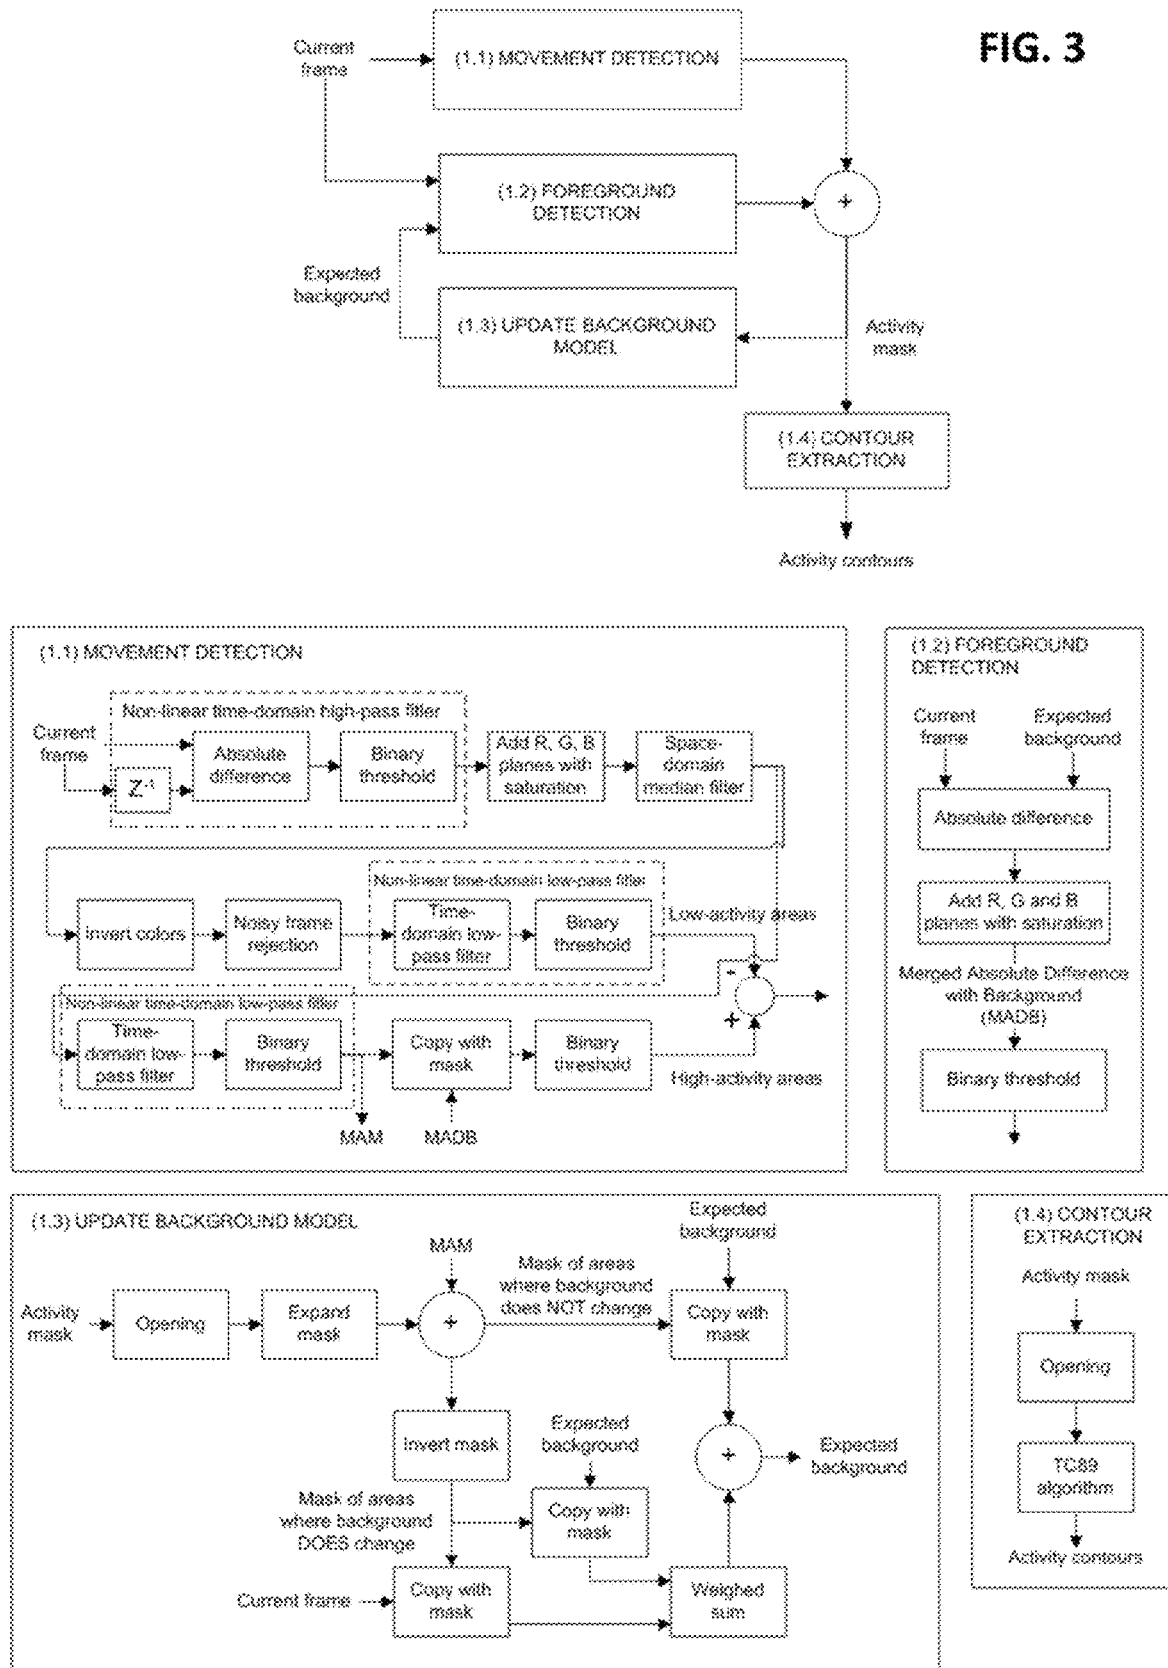 FIG. 3
Current
frame
(1.1) MOVEMENT DETECTION
(1.2) FOREGROUND
DETECTION
+
Expected
background
(1.3) UPDATE BACKGROUND
MODEL
Activity
mask
(1.4) CONTOUR
EXTRACTION
Activity contours
(1.1) MOVEMENT DETECTION
Non-linear time-domain high-pass filter
Current
frame
Z-1
Absolute
difference
Binary
threshold
Add R, G, B
planes with
saturation
Space-
domain
median filter
Invert colors
Noisy frame
rejection
Non-linear time-domain low-pass filter
Time-
domain low-
pass filter
Binary
threshold
Low-activity areas
-
+
Non-linear time-domain low-pass filter
Time-
domain low-
pass filter
Binary
threshold
Copy with
mask
Binary
threshold
High-activity areas
MAM
MADB
(1.2) FOREGROUND
DETECTION
Current
frame
Expected
background
Absolute difference
Add R, G and B
planes with saturation
Merged Absolute Difference
with Background
(MADB)
Binary threshold
(1.3) UPDATE BACKGROUND MODEL
Activity
mask
Opening
Expand
mask
MAM
+
Mask of areas
where background
does NOT change
Expected
background
Copy with
mask
Invert mask
Expected
background
+
Expected
background
Mask of areas
where background
DOES change
Copy with
mask
Current frame
Copy with
mask
Weighed
sum
(1.4) CONTOUR
EXTRACTION
Activity mask
Opening
TC89
algorithm
Activity contours